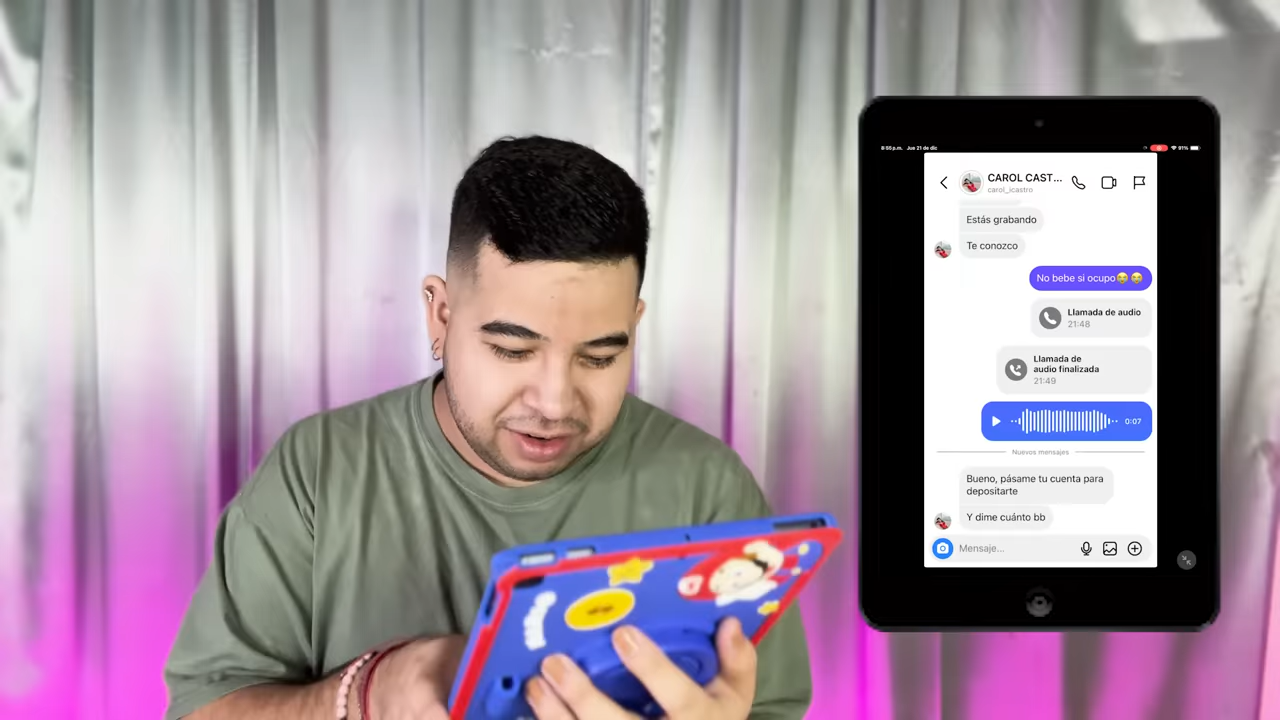 8:55 p.m. Jue 21 de dic
91%
CAROL CAST...
carol_icastro
Estás grabando
Te conozco
No bebe si ocupo😂😂
Llamada de audio
21:48
Llamada de
audio finalizada
21:49
0:07
Nuevos mensajes
Bueno, pásame tu cuenta para
depositarte
Y dime cuánto bb
Mensaje...